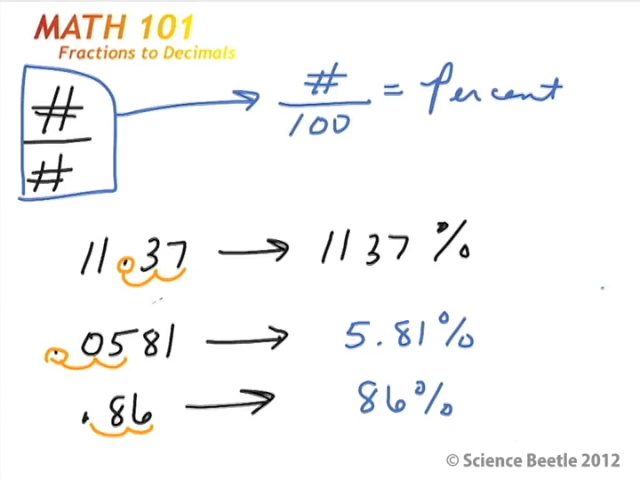 MATH 101
Fractions to Decimals
#
#
#
100
= Percent
11.37 → 1137%
.0581 → 5.81%
.86 → 86%
© Science Beetle 2012